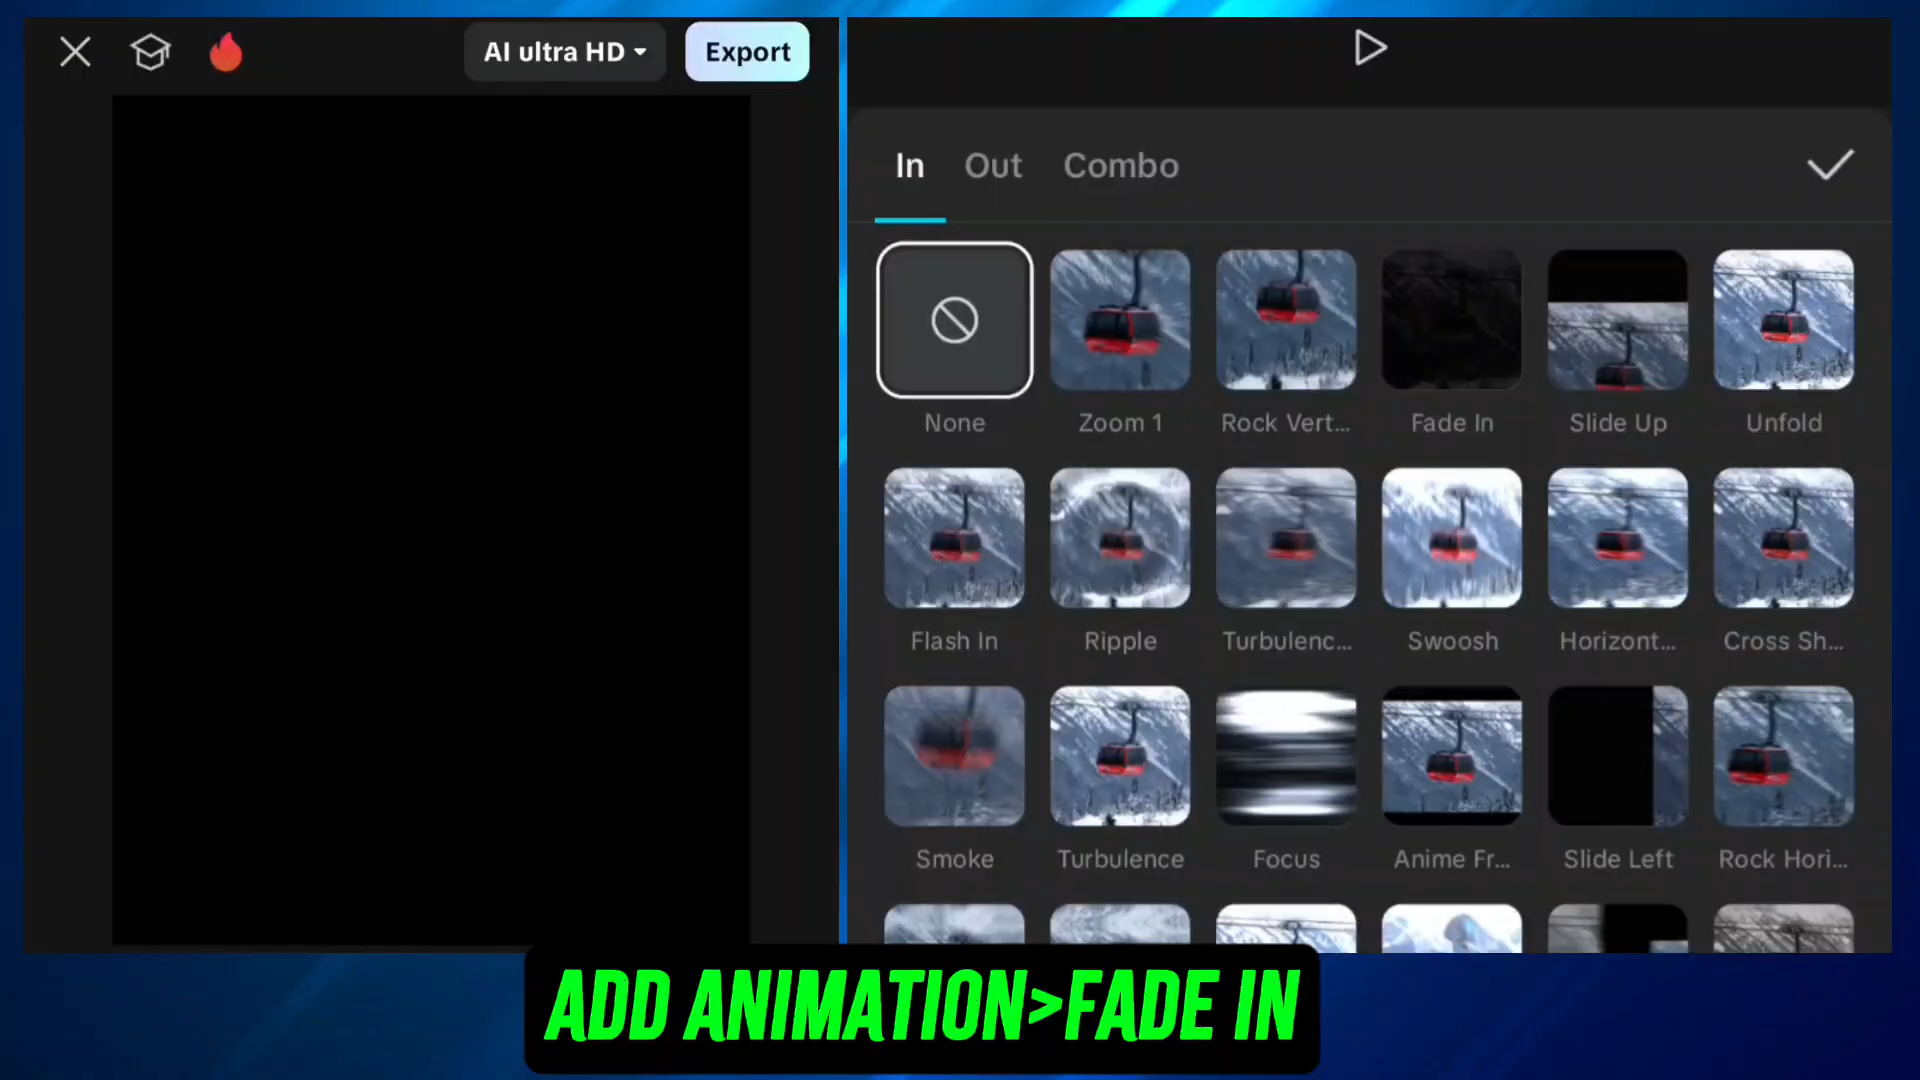 AI ultra HD
Export
In Out Combo
None Zoom 1 Rock Vert... Fade In Slide Up Unfold
Flash In Ripple Turbulenc... Swoosh Horizont... Cross Sh...
Smoke Turbulence Focus Anime Fr... Slide Left Rock Hori...
ADD ANIMATION>FADE IN